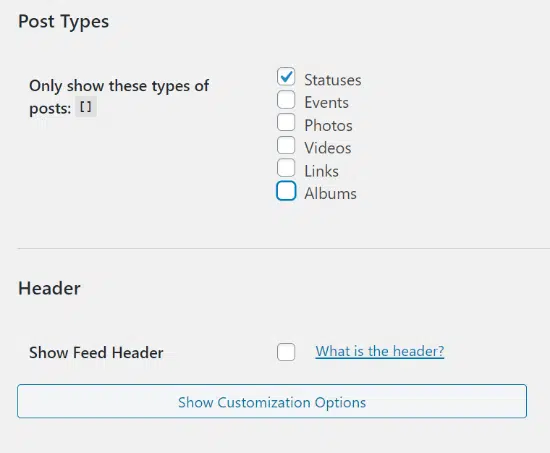 Post Types
Only show these types of
posts: []
Statuses
Events
Photos
Videos
Links
Albums
Header
Show Feed Header
What is the header?
Show Customization Options